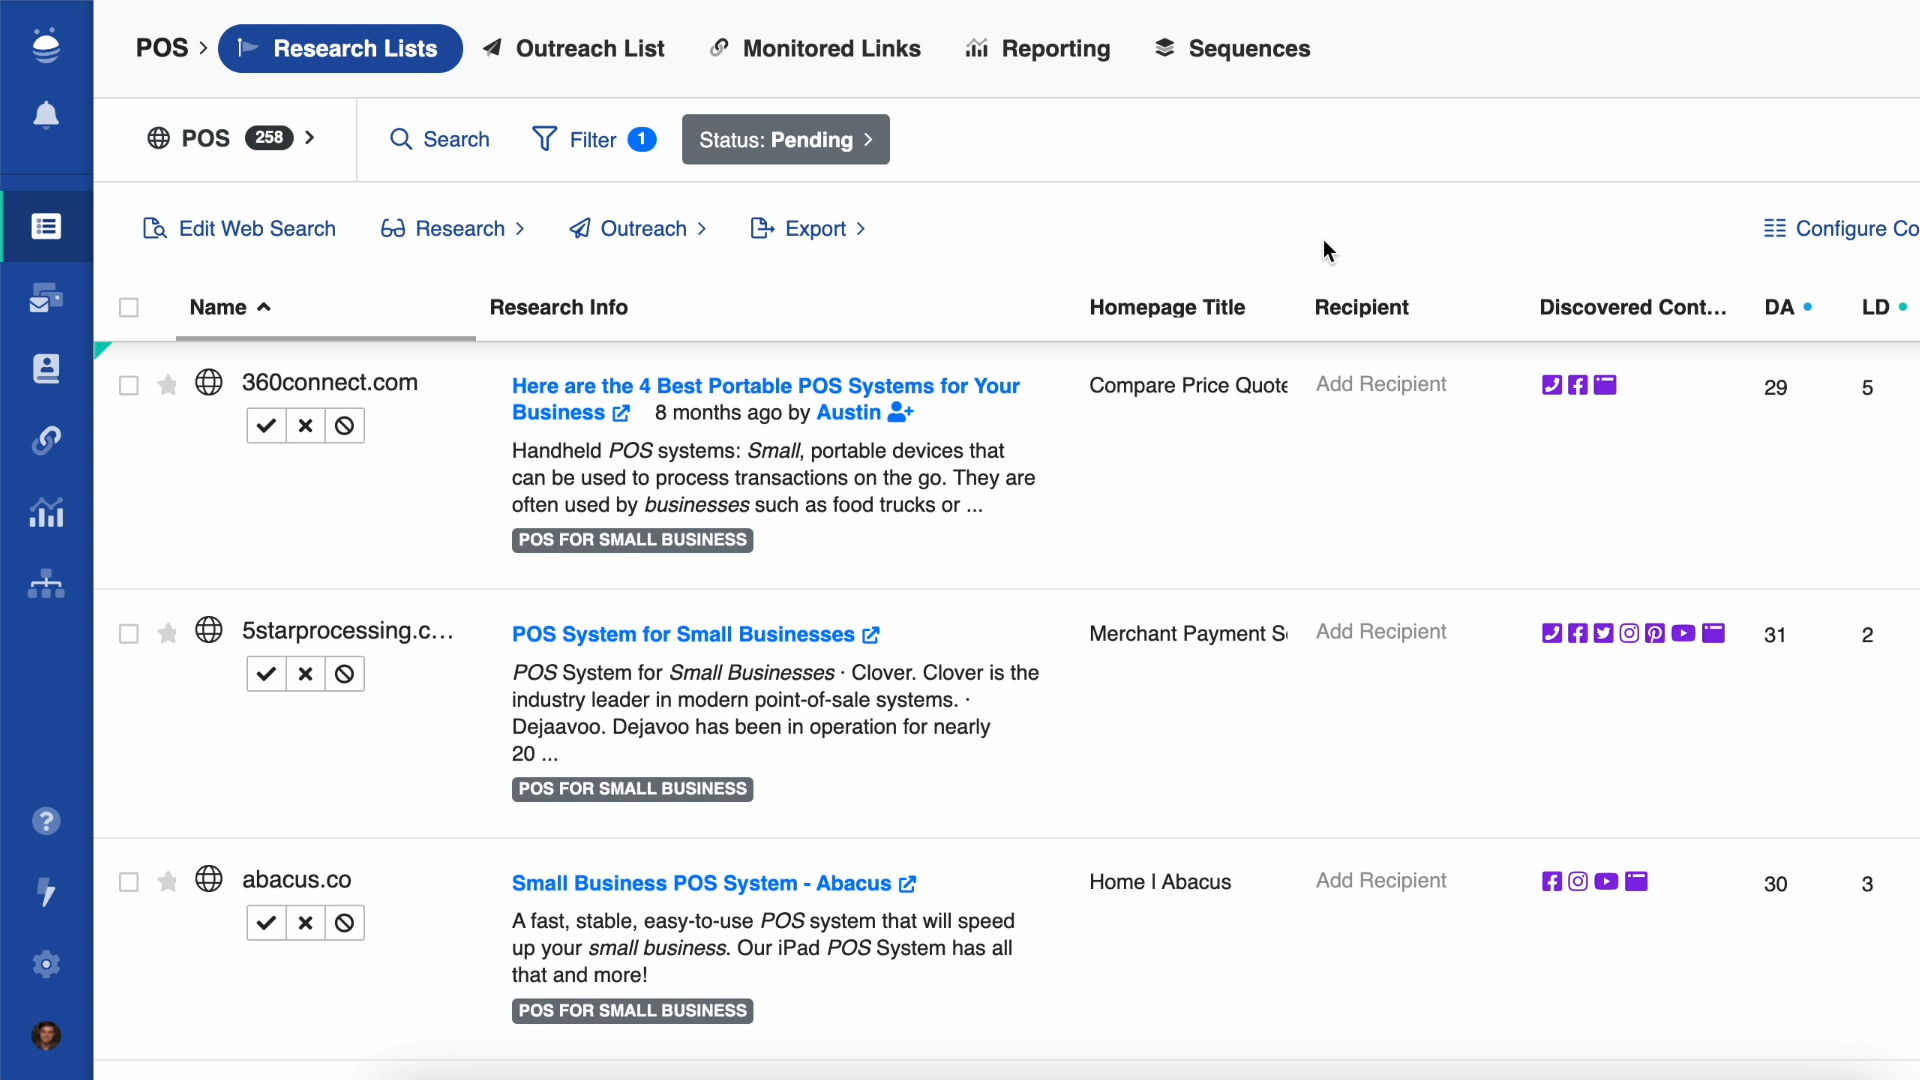 POS
Research Lists
Outreach List
Monitored Links
Reporting
Sequences
POS 258
Search
Filter 1
Status: Pending
Edit Web Search
Research
Outreach
Export
Configure Co
Name
Research Info
Homepage Title
Recipient
Discovered Cont...
DA
LD
360connect.com
Here are the 4 Best Portable POS Systems for Your
Business 8 months ago by Austin
Handheld POS systems: Small, portable devices that
can be used to process transactions on the go. They are
often used by businesses such as food trucks or ...
POS FOR SMALL BUSINESS
Compare Price Quote
Add Recipient
29
5
5starprocessing.c...
POS System for Small Businesses
POS System for Small Businesses · Clover. Clover is the
industry leader in modern point-of-sale systems. ·
Dejaavoo. Dejavoo has been in operation for nearly
20 ...
POS FOR SMALL BUSINESS
Merchant Payment S
Add Recipient
31
2
abacus.co
Small Business POS System - Abacus
A fast, stable, easy-to-use POS system that will speed
up your small business. Our iPad POS System has all
that and more!
POS FOR SMALL BUSINESS
Home | Abacus
Add Recipient
30
3